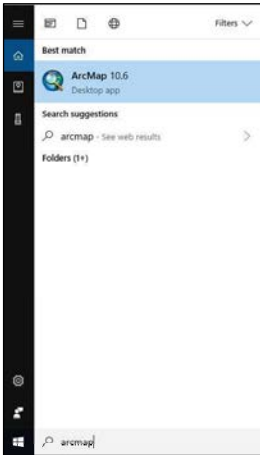 Filters
Best match
ArcMap 10.6
Desktop app
Search suggestions
arcmap - See web results
Folders (1+)
arcmap